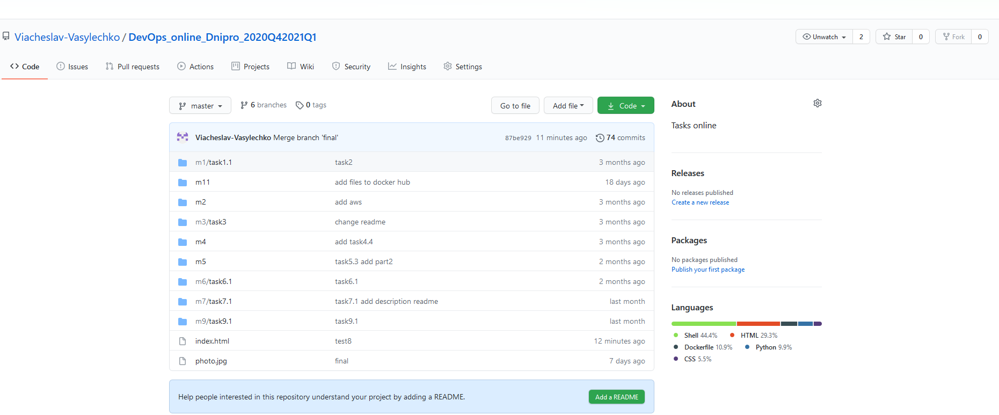 Viacheslav-Vasylechko / DevOps_online_Dnipro_2020Q42021Q1
Unwatch 2
Star 0
Fork 0
Code Issues Pull requests Actions Projects Wiki Security Insights Settings
master 6 branches 0 tags
Go to file Add file Code
Viacheslav-Vasylechko Merge branch 'final' 87be929 11 minutes ago 74 commits
m1/task1.1 task2 3 months ago
m11 add files to docker hub 18 days ago
m2 add aws 3 months ago
m3/task3 change readme 3 months ago
m4 add task4.4 3 months ago
m5 task5.3 add part2 2 months ago
m6/task6.1 task6.1 2 months ago
m7/task7.1 task7.1 add description readme last month
m9/task9.1 task9.1 last month
index.html test8 12 minutes ago
photo.jpg final 7 days ago
Help people interested in this repository understand your project by adding a README.
Add a README
About
Tasks online
Releases
No releases published
Create a new release
Packages
No packages published
Publish your first package
Languages
Shell 44.4% HTML 29.3%
Dockerfile 10.9% Python 9.9%
CSS 5.5%